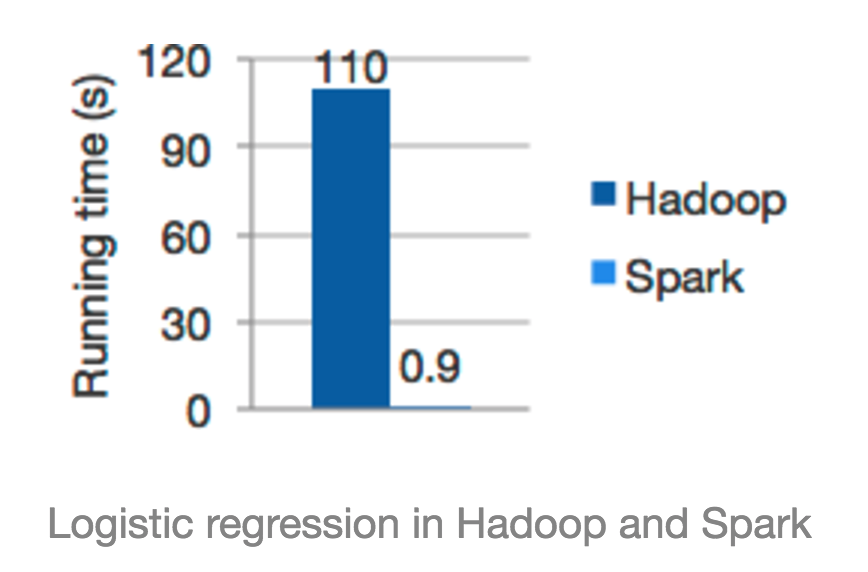 Running time (s)
120
90
60
30
0
110
0.9
Hadoop
Spark
Logistic regression in Hadoop and Spark